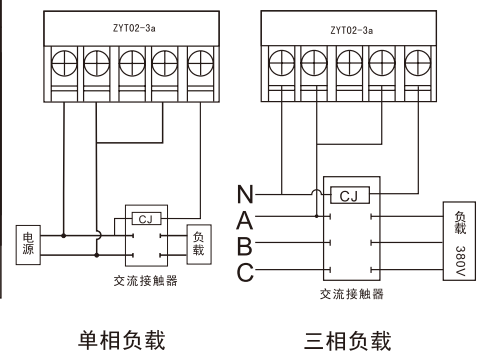 ZYT02-3a
ZYT02-3a
CJ
电源
负载
交流接触器
单相负载
N
A
B
C
CJ
负载 380V
交流接触器
三相负载